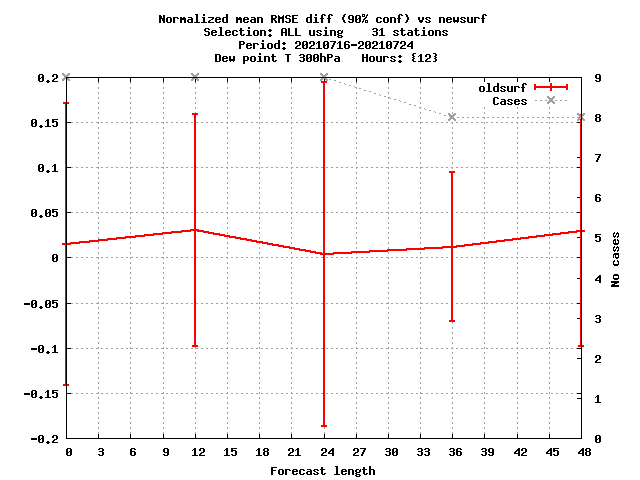 Normalized mean RMSE diff (90% conf) vs newsurf
Selection: ALL using    31 stations
Period: 20210716-20210724
Dew point T 300hPa   Hours: {12}
oldsurf
Cases
0.2
0.15
0.1
0.05
0
-0.05
-0.1
-0.15
-0.2
9
8
7
6
5
4
3
2
1
0
No cases
0 3 6 9 12 15 18 21 24 27 30 33 36 39 42 45 48
Forecast length